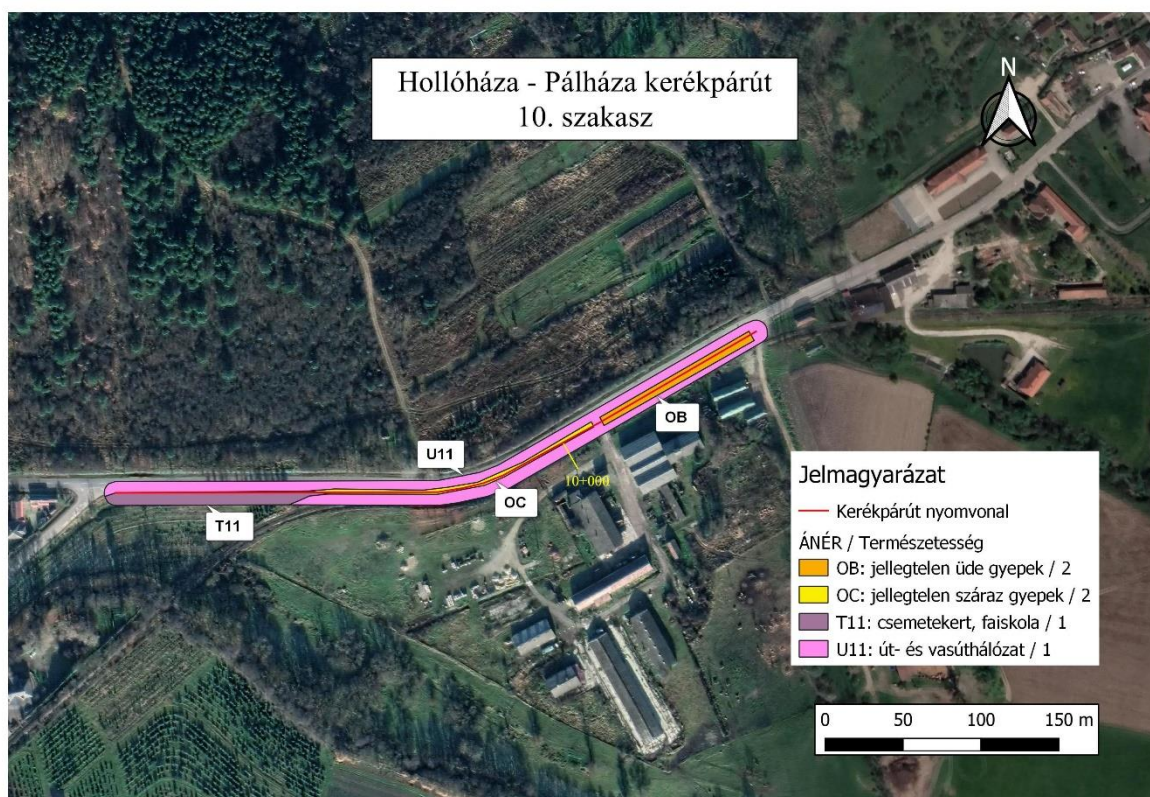 Hollóháza - Pálháza kerékpárút
10. szakasz
N
OB
U11
10+000
OC
T11
Jelmagyarázat
Kerékpárút nyomvonal
ÁNÉR / Természetesség
OB: jellegtelen üde gyepek / 2
OC: jellegtelen száraz gyepek / 2
T11: csemetekert, faiskola / 1
U11: út- és vasúthálózat / 1
0 50 100 150 m